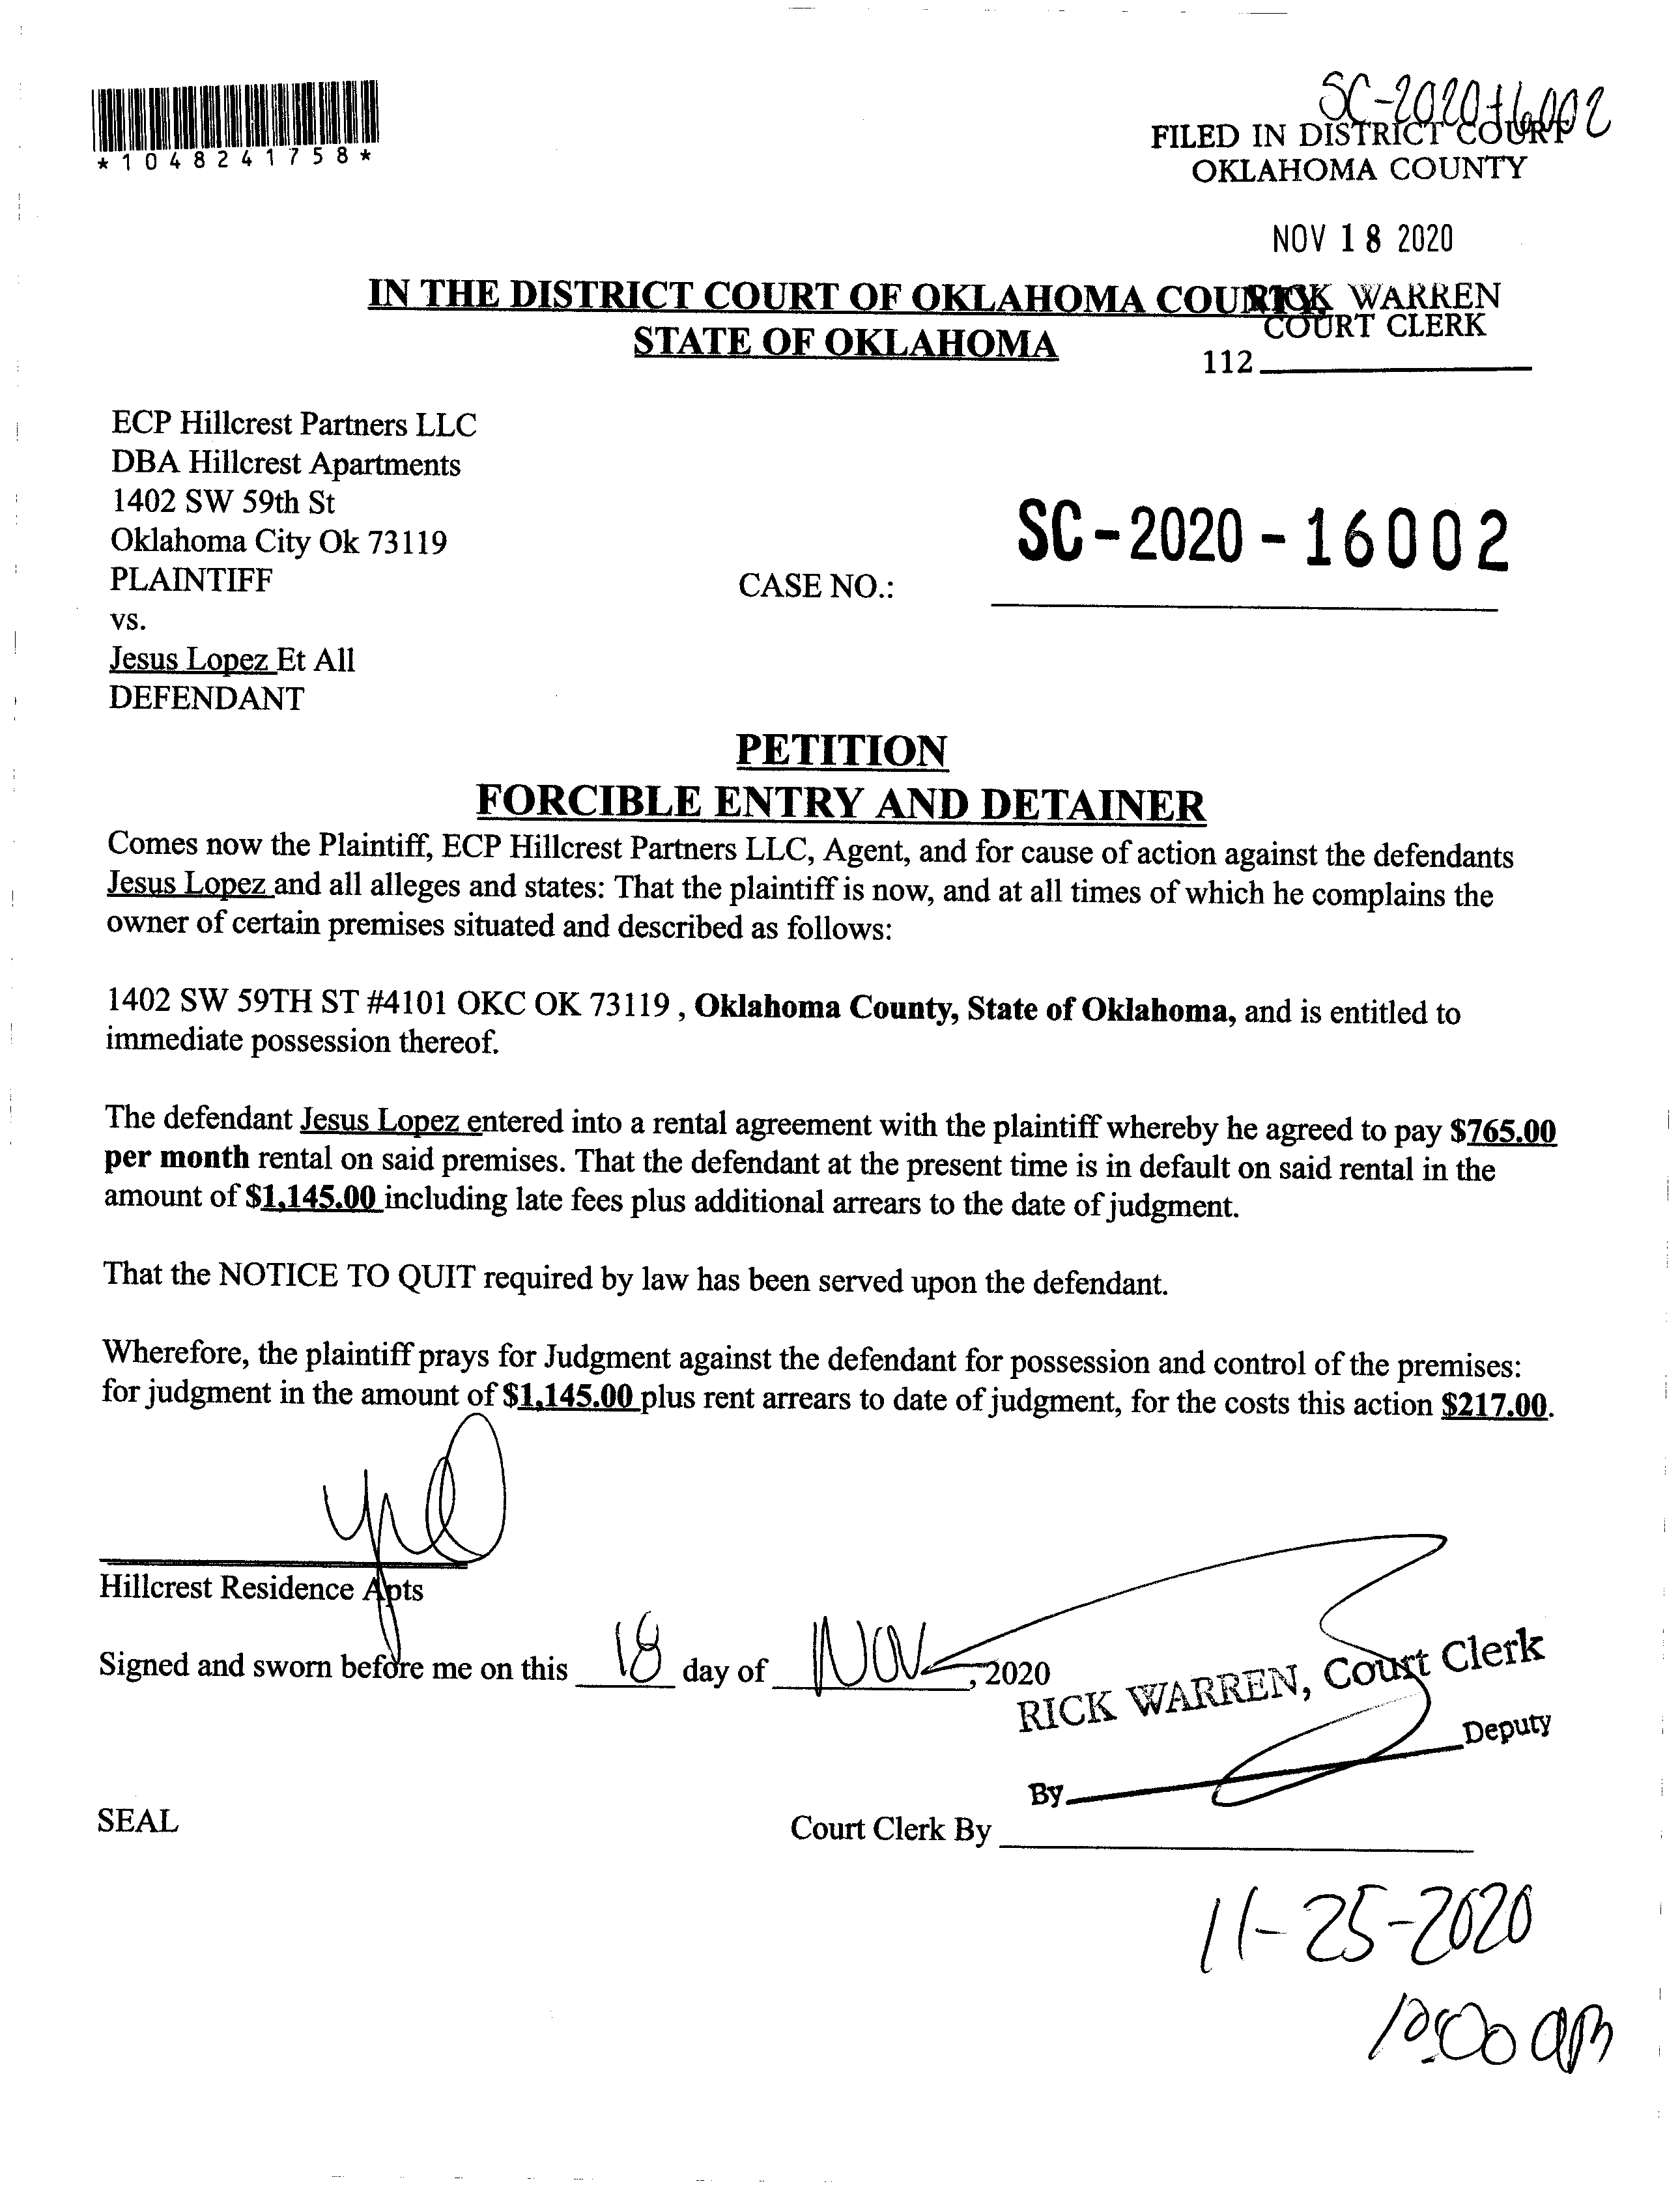 SC-2020-16002
*1048241758*
FILED IN DISTRICT COURT
OKLAHOMA COUNTY
NOV 18 2020
IN THE DISTRICT COURT OF OKLAHOMA COUNTY,
STATE OF OKLAHOMA
RICK WARREN
COURT CLERK
112
ECP Hillcrest Partners LLC
DBA Hillcrest Apartments
1402 SW 59th St
Oklahoma City Ok 73119
PLAINTIFF
CASE NO.:
SC-2020-16002
vs.
Jesus Lopez Et All
DEFENDANT
PETITION
FORCIBLE ENTRY AND DETAINER
Comes now the Plaintiff, ECP Hillcrest Partners LLC, Agent, and for cause of action against the defendants
Jesus Lopez and all alleges and states: That the plaintiff is now, and at all times of which he complains the
owner of certain premises situated and described as follows:
1402 SW 59TH ST #4101 OKC OK 73119 , Oklahoma County, State of Oklahoma, and is entitled to
immediate possession thereof.
The defendant Jesus Lopez entered into a rental agreement with the plaintiff whereby he agreed to pay $765.00
per month rental on said premises. That the defendant at the present time is in default on said rental in the
amount of $1,145.00 including late fees plus additional arrears to the date of judgment.
That the NOTICE TO QUIT required by law has been served upon the defendant.
Wherefore, the plaintiff prays for Judgment against the defendant for possession and control of the premises:
for judgment in the amount of $1,145.00 plus rent arrears to date of judgment, for the costs this action $217.00.
Hillcrest Residence Apts
Signed and sworn before me on this 18 day of Nov, 2020
RICK WARREN, Court Clerk
Deputy
By
SEAL
Court Clerk By
11-25-2020
10:00 am